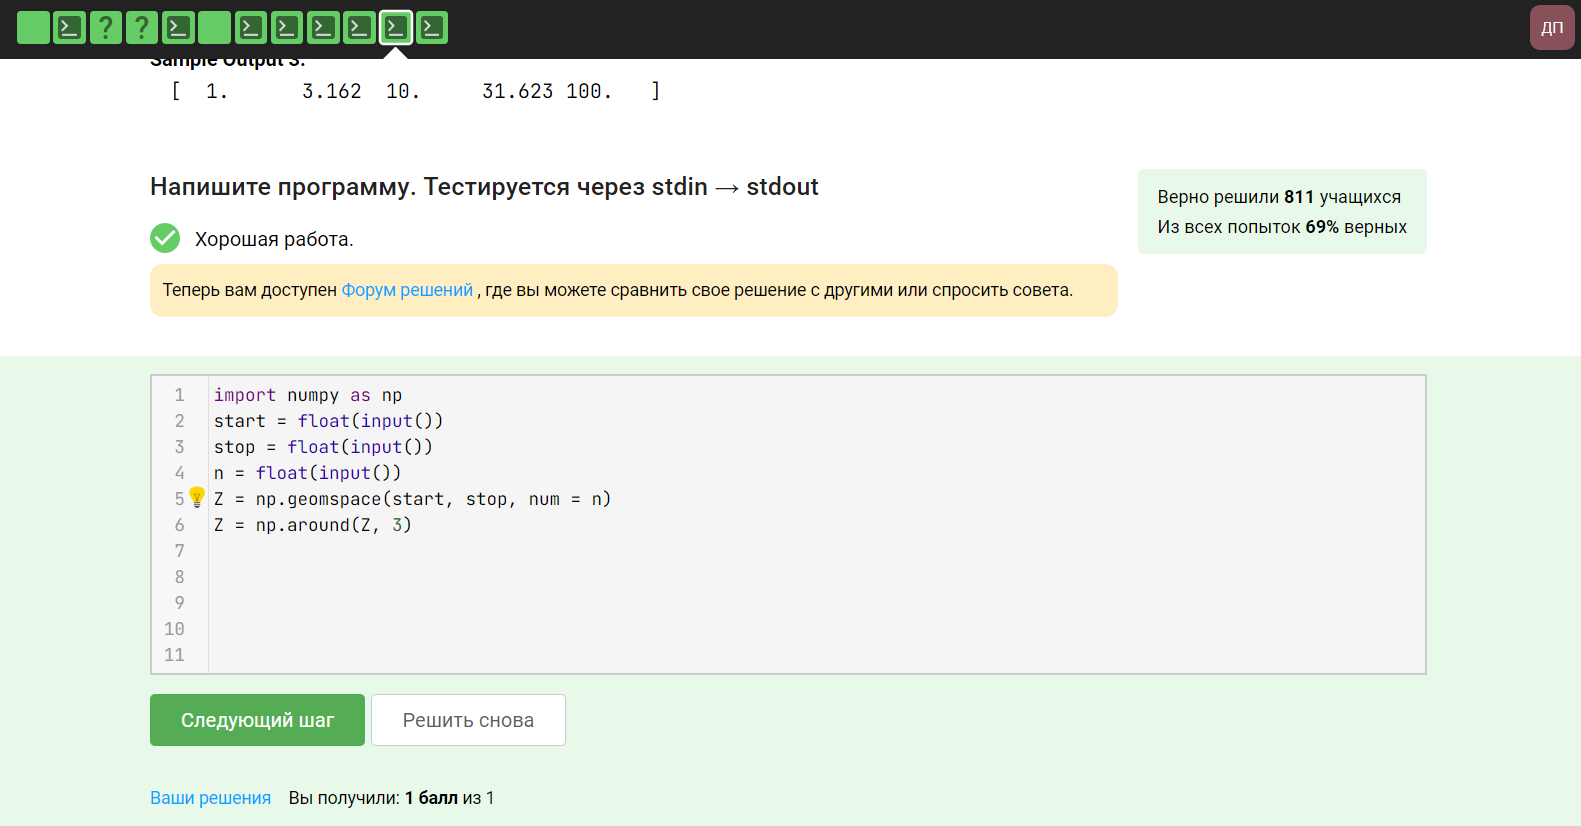 ? ?
ДП
Sample Output 3:
[  1.      3.162  10.     31.623 100.   ]
Напишите программу. Тестируется через stdin → stdout
Верно решили 811 учащихся
Из всех попыток 69% верных
Хорошая работа.
Теперь вам доступен Форум решений , где вы можете сравнить свое решение с другими или спросить совета.
1 import numpy as np
2 start = float(input())
3 stop = float(input())
4 n = float(input())
5 Z = np.geomspace(start, stop, num = n)
6 Z = np.around(Z, 3)
7
8
9
10
11
Следующий шаг
Решить снова
Ваши решения Вы получили: 1 балл из 1